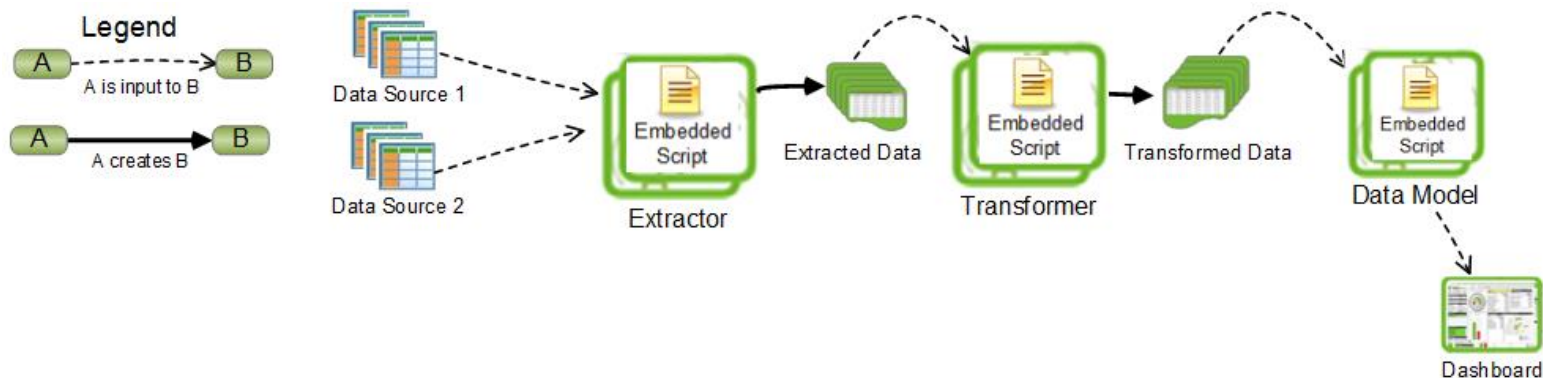 Legend
A
B
A is input to B
A
B
A creates B
Data Source 1
Data Source 2
Embedded
Script
Extractor
Extracted Data
Embedded
Script
Transformer
Transformed Data
Embedded
Script
Data Model
Dashboard